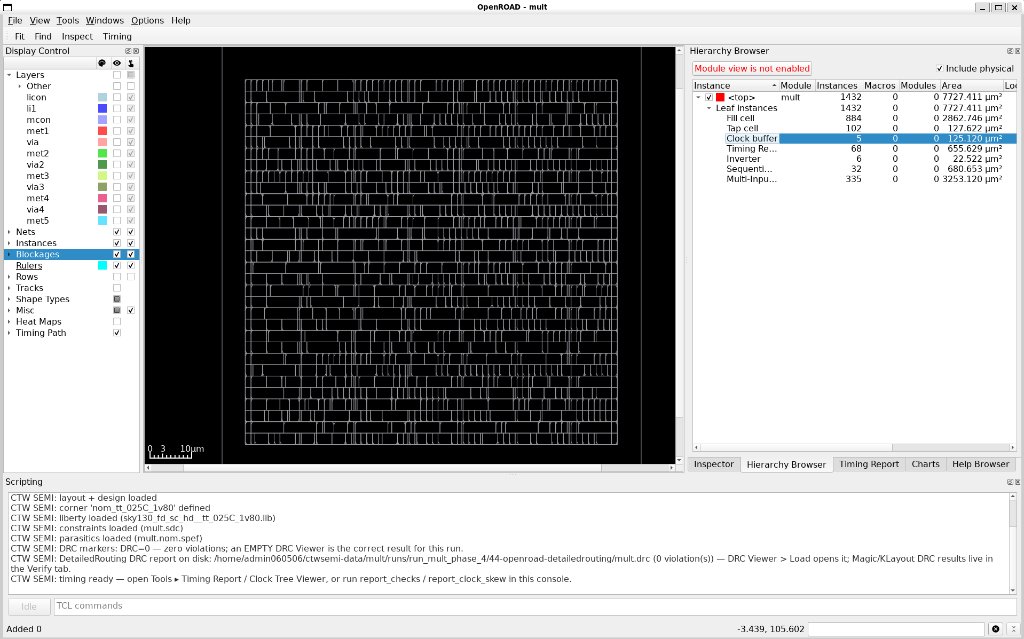 OpenROAD - mult
File View Tools Windows Options Help
Fit Find Inspect Timing
Display Control
Layers
Other
licon
li1
mcon
met1
via
met2
via2
met3
via3
met4
via4
met5
Nets
Instances
Blockages
Rulers
Rows
Tracks
Shape Types
Misc
Heat Maps
Timing Path
0 3 10μm
Hierarchy Browser
Module view is not enabled
Include physical
Instance Module Instances Macros Modules Area Loc
<top> mult 1432 0 0 7727.411 μm²
Leaf instances 1432 0 0 7727.411 μm²
Fill cell 884 0 0 2862.746 μm²
Tap cell 102 0 0 127.622 μm²
Clock buffer 5 0 0 125.120 μm²
Timing Re... 68 0 0 655.629 μm²
Inverter 6 0 0 22.522 μm²
Sequenti... 32 0 0 680.653 μm²
Multi-Inpu... 335 0 0 3253.120 μm²
Inspector Hierarchy Browser Timing Report Charts Help Browser
Scripting
CTW SEMI: layout + design loaded
CTW SEMI: corner 'nom_tt_025C_1v80' defined
CTW SEMI: liberty loaded (sky130_fd_sc_hd__tt_025C_1v80.lib)
CTW SEMI: constraints loaded (mult.sdc)
CTW SEMI: parasitics loaded (mult.nom.spef)
CTW SEMI: DRC markers: DRC=0 — zero violations; an EMPTY DRC Viewer is the correct result for this run.
CTW SEMI: DetailedRouting DRC report on disk: /home/admin060506/ctwsemi-data/mult/runs/run_mult_phase_4/44-openroad-detailedrouting/mult.drc (0 violation(s)) — DRC Viewer > Load opens it; Magic/KLayout DRC results live in
the Verify tab.
CTW SEMI: timing ready — open Tools ▸ Timing Report / Clock Tree Viewer, or run report_checks / report_clock_skew in this console.
Idle TCL commands
Added 0 -3.439, 105.602